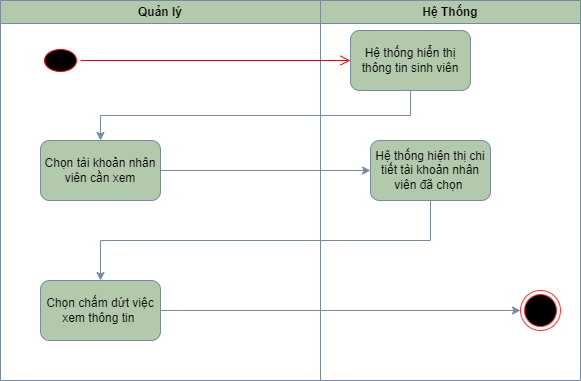 Quản lý
Hệ Thống
Hệ thống hiển thị
thông tin sinh viên
Chọn tài khoản nhân
viên cần xem
Hệ thống hiện thị chi
tiết tài khoản nhân
viên đã chọn
Chọn chấm dứt việc
xem thông tin